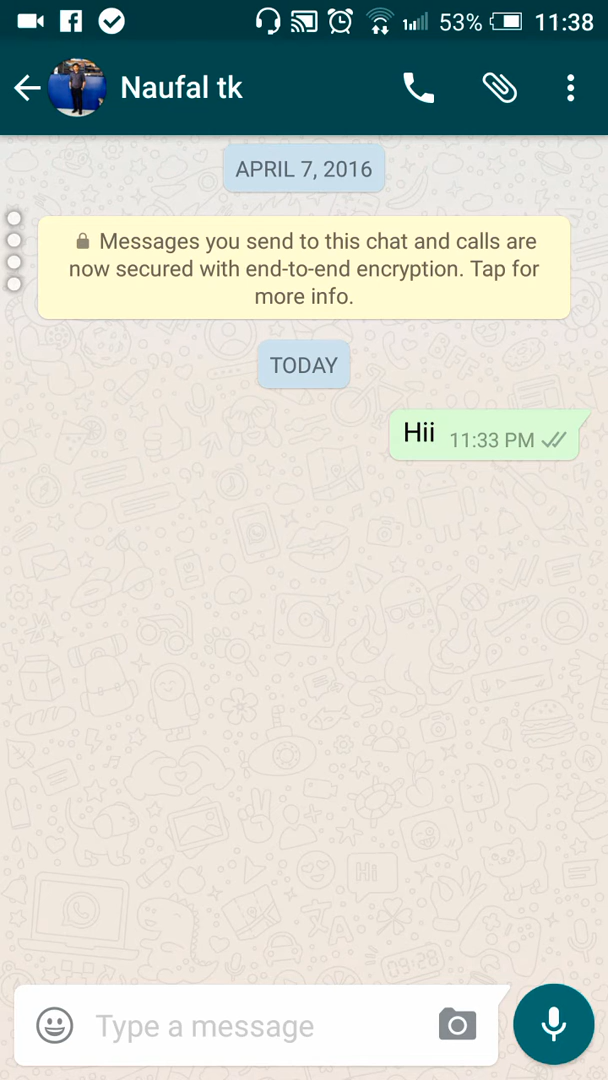 53% 11:38
Naufal tk
APRIL 7, 2016
Messages you send to this chat and calls are
now secured with end-to-end encryption. Tap for
more info.
TODAY
Hii 11:33 PM
Type a message